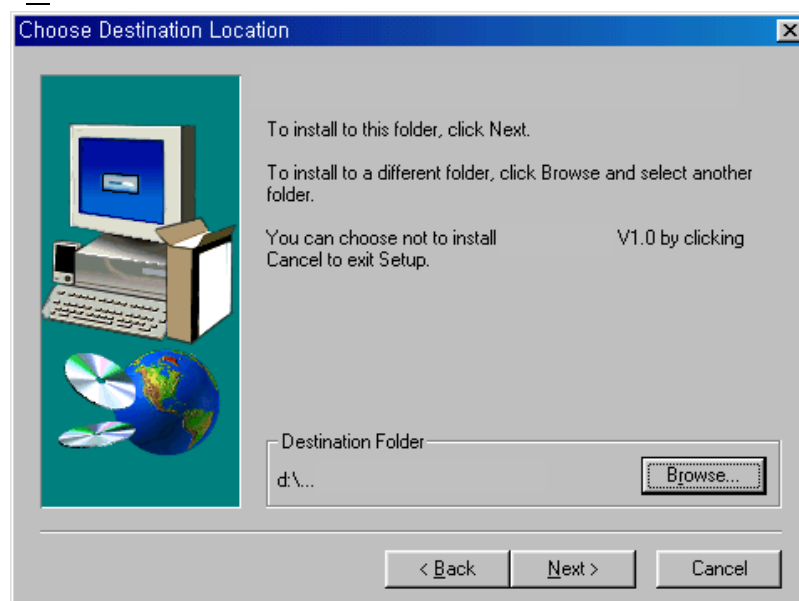 Choose Destination Location
To install to this folder, click Next.
To install to a different folder, click Browse and select another
folder.
You can choose not to install V1.0 by clicking
Cancel to exit Setup.
Destination Folder
d:\...
Browse...
< Back
Next >
Cancel